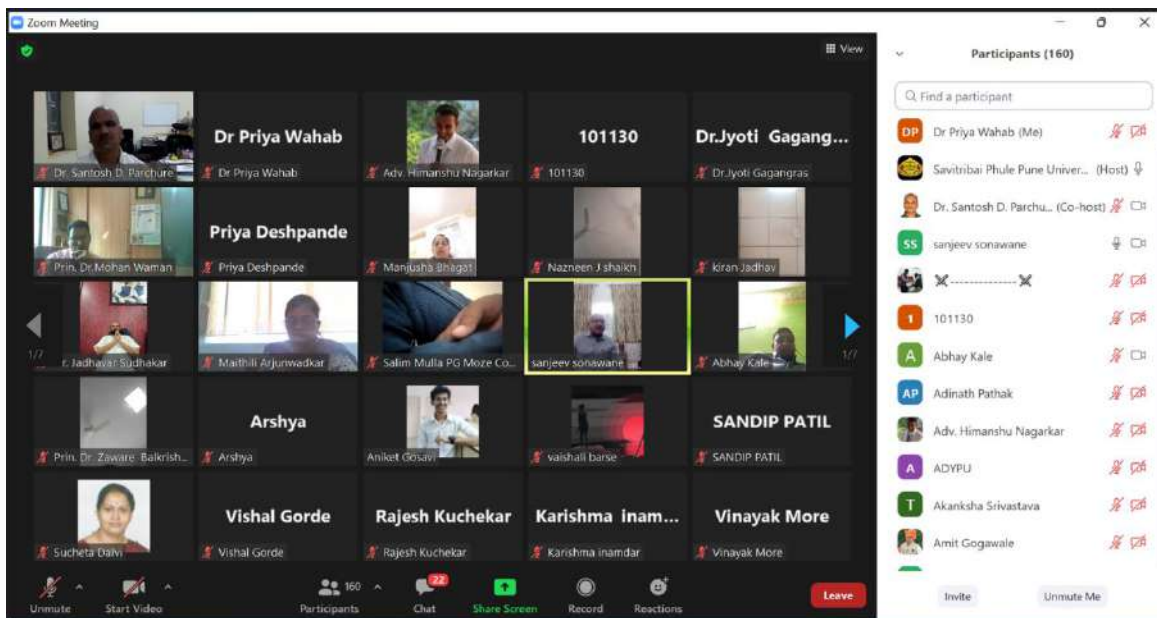 Zoom Meeting
View
Dr. Santosh D. Parchure
Dr Priya Wahab
Dr Priya Wahab
Adv. Himanshu Nagarkar
101130
101130
Dr.Jyoti Gagang...
Dr.Jyoti Gagangras
Prin. Dr.Mohan Waman
Priya Deshpande
Priya Deshpande
Manjusha Bhagat
Nazneen J shaikh
kiran Jadhav
1/7
r. Jadhavar Sudhakar
Maithili Arjunwadkar
Salim Mulla PG Moze Co...
sanjeev sonawane
Abhay Kale
1/7
Prin. Dr. Zaware Balkrish...
Arshya
Arshya
Aniket Gosavi
vaishali barse
SANDIP PATIL
SANDIP PATIL
Sucheta Dalvi
Vishal Gorde
Vishal Gorde
Rajesh Kuchekar
Rajesh Kuchekar
Karishma inam...
Karishma inamdar
Vinayak More
Vinayak More
Unmute
Start Video
160
Participants
22
Chat
Share Screen
Record
Reactions
Leave
Participants (160)
Find a participant
DP Dr Priya Wahab (Me)
Savitribai Phule Pune Univer... (Host)
Dr. Santosh D. Parchu... (Co-host)
SS sanjeev sonawane
-------------
1 101130
A Abhay Kale
AP Adinath Pathak
Adv. Himanshu Nagarkar
A ADYPU
T Akanksha Srivastava
Amit Gogawale
Invite
Unmute Me